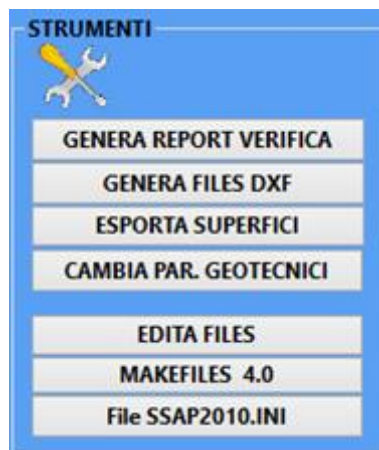 STRUMENTI
GENERA REPORT VERIFICA
GENERA FILES DXF
ESPORTA SUPERFICI
CAMBIA PAR. GEOTECNICI
EDITA FILES
MAKEFILES 4.0
File SSAP2010.INI